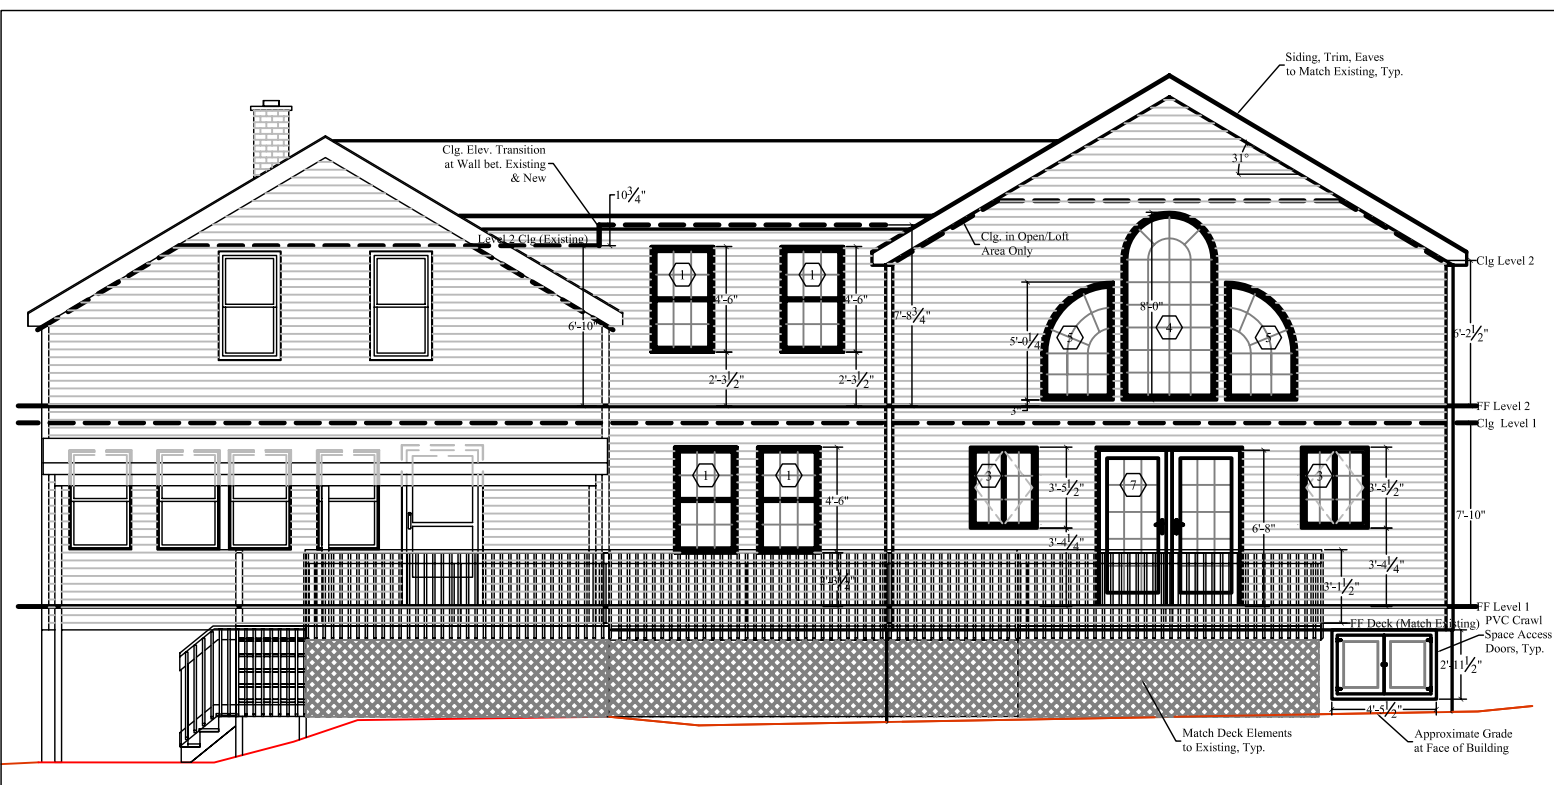 Siding, Trim, Eaves
to Match Existing, Typ.
Clg. Elev. Transition
at Wall bet. Existing
& New
31°
10¾"
Level 2 Clg (Existing)
Clg. in Open/Loft
Area Only
Clg Level 2
1
1
4'-6"
4'-6"
6'-10"
7'-8¾"
8'-0"
5'-0¼"
5
4
5
6'-2½"
2'-3½"
2'-3½"
3"
FF Level 2
Clg Level 1
1
1
3
7
3
4'-6"
3'-5½"
3'-5½"
6'-8"
7'-10"
3'-4¼"
3'-4¼"
3'-1½"
FF Level 1
FF Deck (Match Existing)
PVC Crawl
Space Access
Doors, Typ.
2'-11½"
4'-5½"
Match Deck Elements
to Existing, Typ.
Approximate Grade
at Face of Building